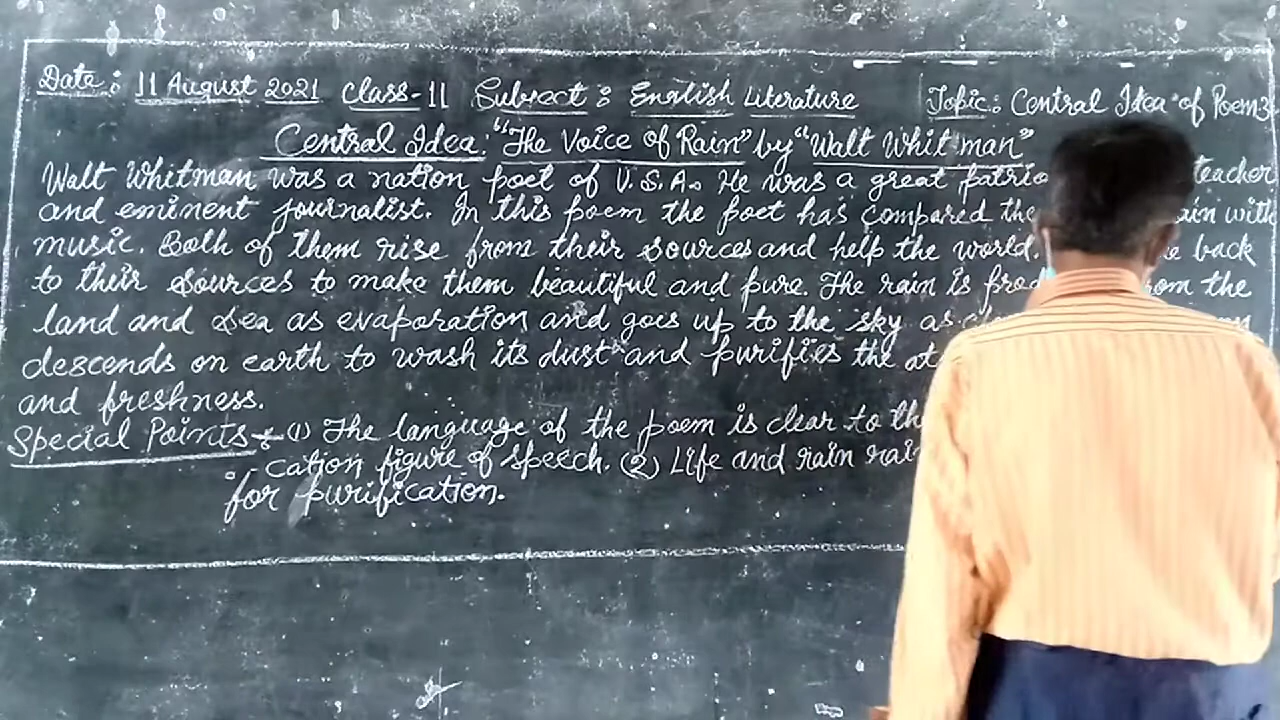 Date: 11 August 2021 Class-11 Subject: English Literature Topic: Central Idea of Poem3
Central Idea: "The Voice of Rain" by "Walt Whitman"
Walt Whitman was a nation poet of U.S.A. He was a great patrio teacher
and eminent journalist. In this poem the poet has compared the ain with
music. Both of them rise from their sources and help the world. e back
to their sources to make them beautiful and pure. The rain is prod om the
land and sea as evaporation and goes up to the sky as
descends on earth to wash its dust and purifies the at
and freshness.
Special Points:- (1) The language of the poem is clear to th
cation figure of speech. (2) Life and rain rai
for purification.